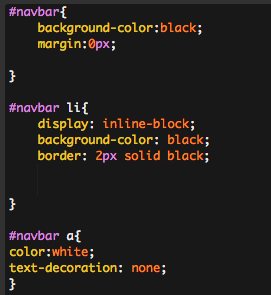 #navbar{
background-color:black;
margin:0px;
}
#navbar li{
display: inline-block;
background-color: black;
border: 2px solid black;
}
#navbar a{
color:white;
text-decoration: none;
}